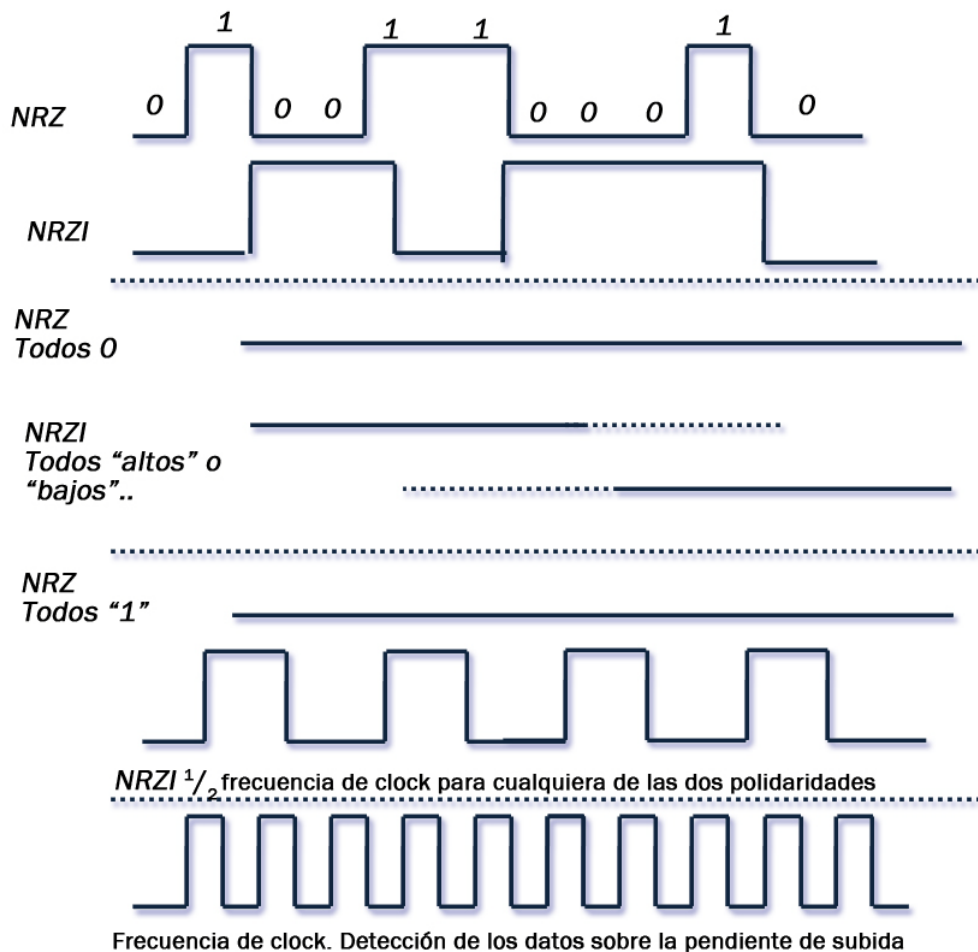 1
1 1
1
0
0 0
0 0 0
0
NRZ
NRZI
NRZ
Todos 0
NRZI
Todos “altos” o
“bajos”..
NRZ
Todos “1”
NRZI 1/2 frecuencia de clock para cualquiera de las dos polidaridades
Frecuencia de clock. Detección de los datos sobre la pendiente de subida